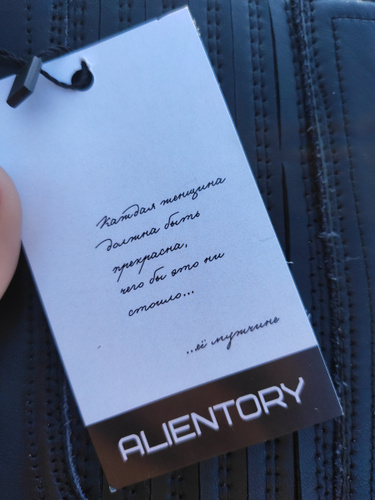 Каждая женщина
должна быть
прекрасна,
чего бы это ни
стоило...
..её мужчине
ALIENTORY